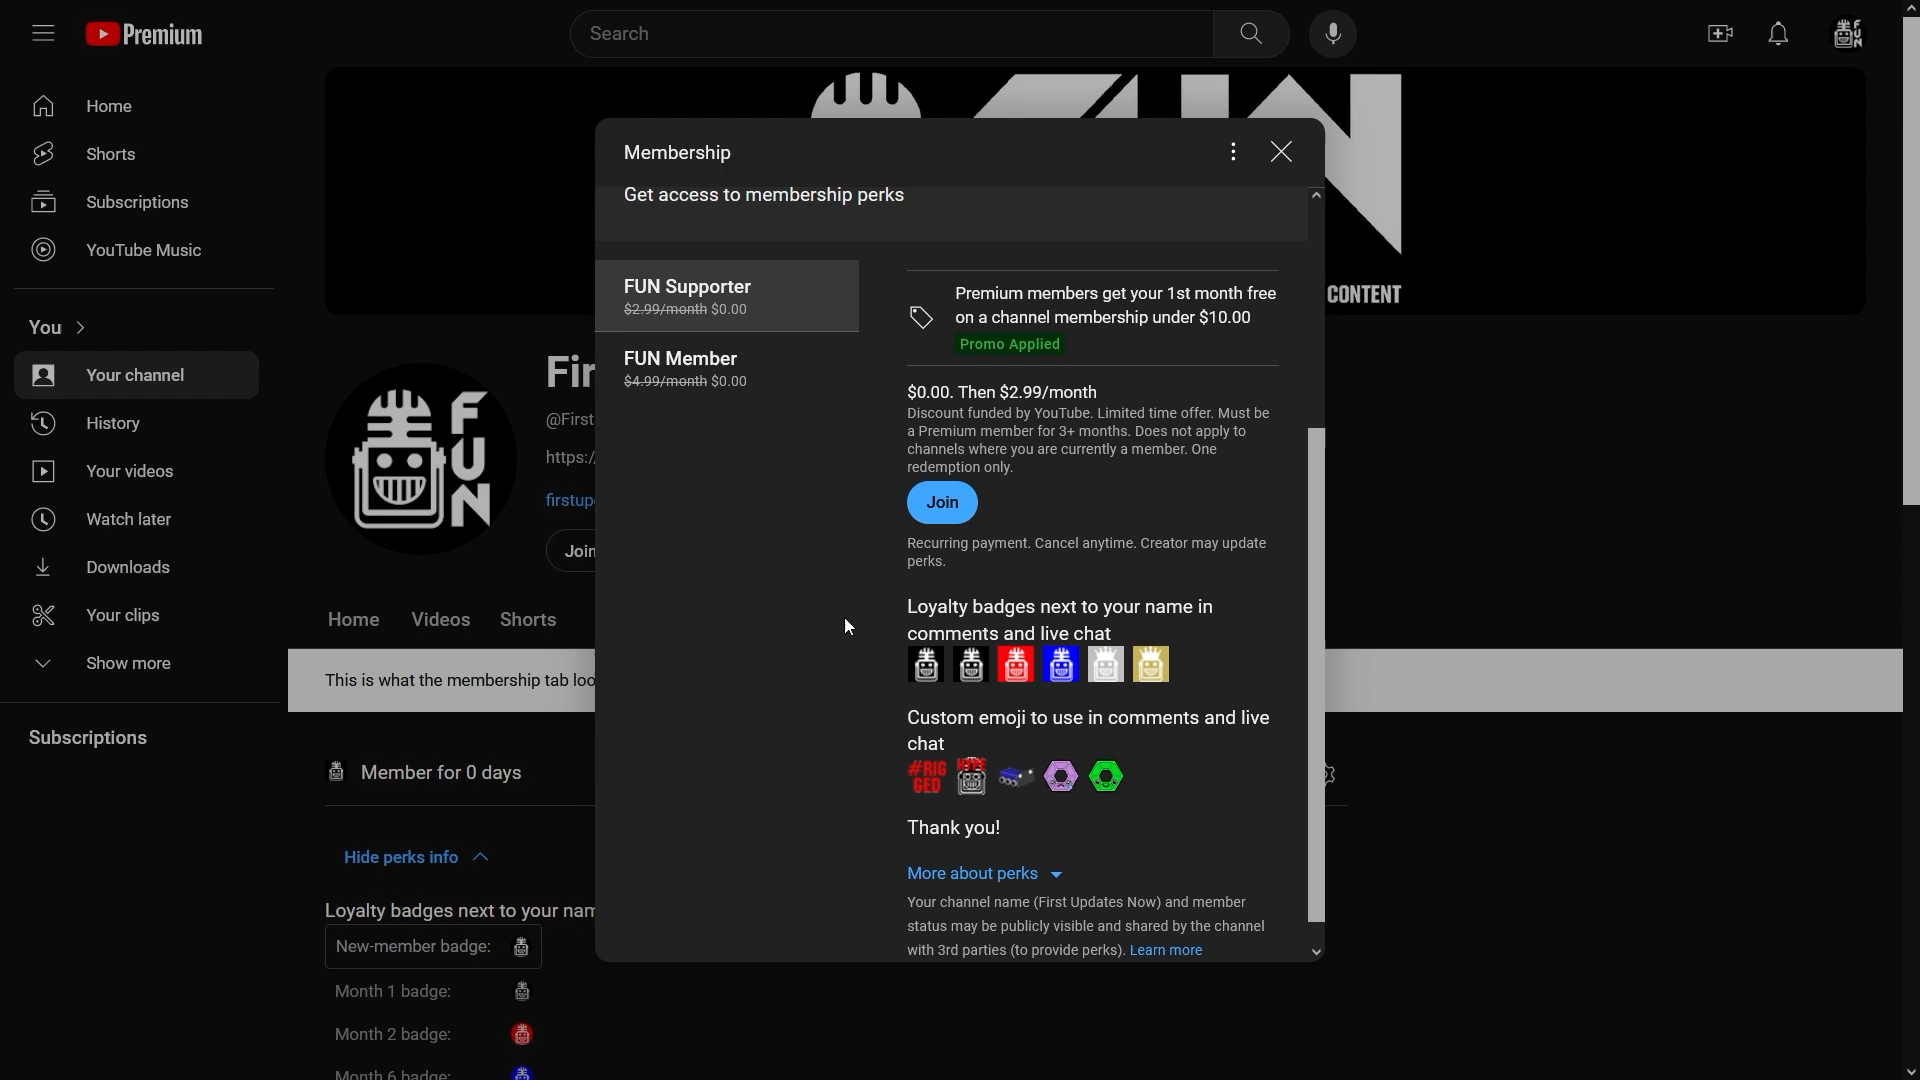 Premium
Search
FUN
Home
Shorts
Subscriptions
YouTube Music
You
Your channel
History
Your videos
Watch later
Downloads
Your clips
Show more
Subscriptions
CONTENT
FUN
Fir
@First
https:/
firstup
Join
Home Videos Shorts
This is what the membership tab loo
Member for 0 days
Hide perks info
Loyalty badges next to your nam
New-member badge:
Month 1 badge:
Month 2 badge:
Month 6 badge:
Membership
Get access to membership perks
FUN Supporter
$2.99/month $0.00
FUN Member
$4.99/month $0.00
Premium members get your 1st month free
on a channel membership under $10.00
Promo Applied
$0.00. Then $2.99/month
Discount funded by YouTube. Limited time offer. Must be
a Premium member for 3+ months. Does not apply to
channels where you are currently a member. One
redemption only.
Join
Recurring payment. Cancel anytime. Creator may update
perks.
Loyalty badges next to your name in
comments and live chat
Custom emoji to use in comments and live
chat
#RIG
GED
HYPE
Thank you!
More about perks
Your channel name (First Updates Now) and member
status may be publicly visible and shared by the channel
with 3rd parties (to provide perks). Learn more